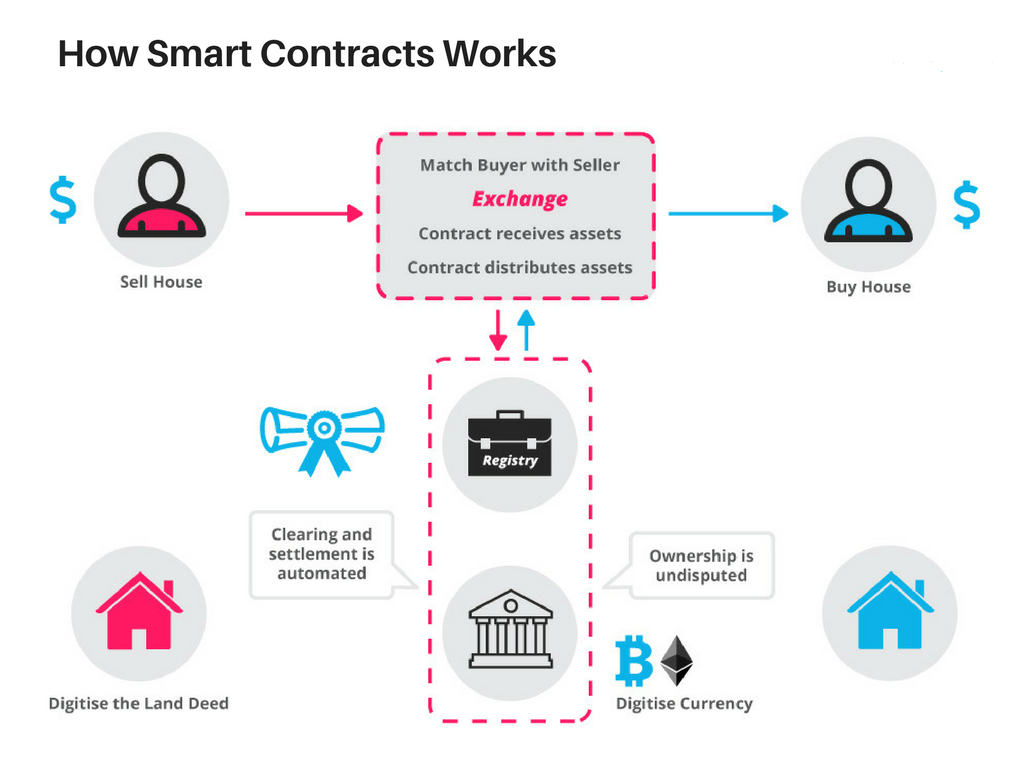 How Smart Contracts Works
Match Buyer with Seller
Exchange
Contract receives assets
Contract distributes assets
$
$
Sell House
Buy House
Registry
Clearing and
settlement is
automated
Ownership is
undisputed
Digitise the Land Deed
Digitise Currency